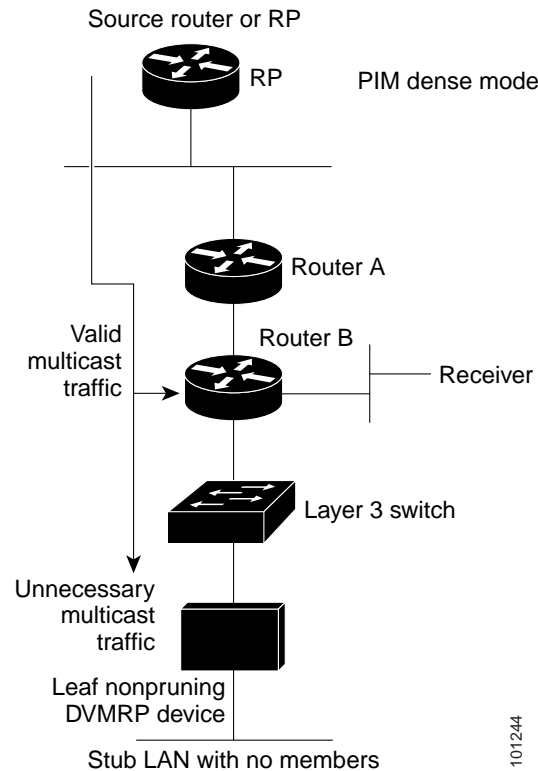 Source router or RP
RP
PIM dense mode
Router A
Router B
Valid
multicast
traffic
Receiver
Layer 3 switch
Unnecessary
multicast
traffic
Leaf nonpruning
DVMRP device
Stub LAN with no members
101244